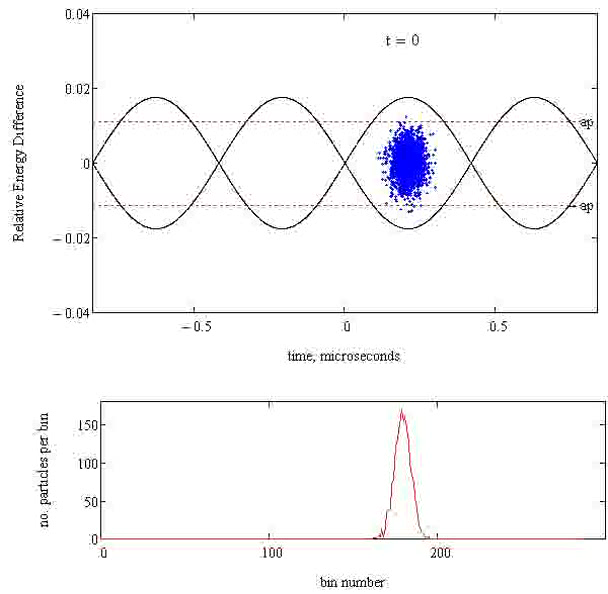 0.04
t = 0
0.02
ap
0
− 0.02
ap
− 0.04
− 0.5
0
0.5
Relative Energy Difference
time, microseconds
150
100
50
0
0
100
200
no. particles per bin
bin number